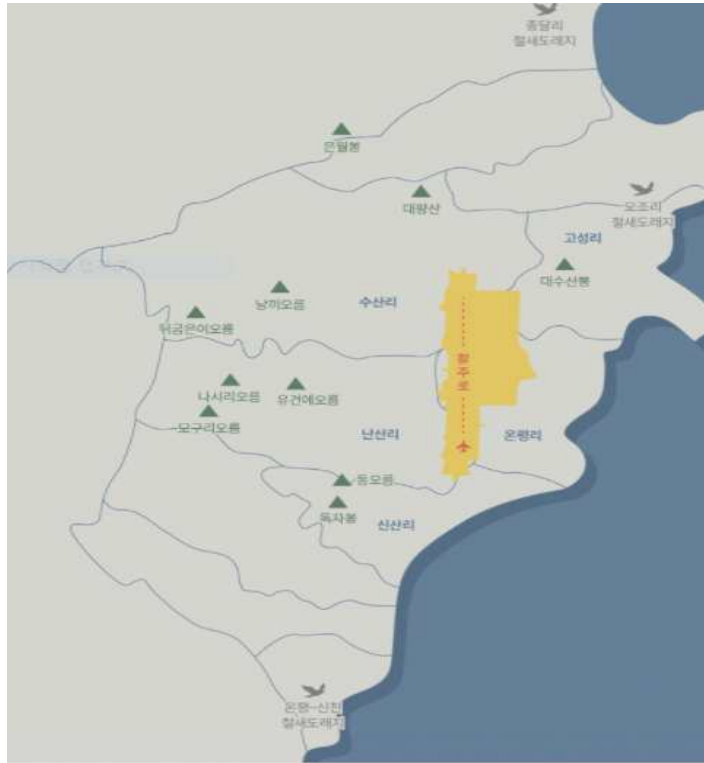 종달리
철새도래지
은월봉
대왕산
오조리
철새도래지
고성리
대수산봉
낭끼오름
수산리
뒤굽은이오름
활주로
나시리오름
유건에오름
모구리오름
난산리
온평리
동오름
독자봉
신산리
온평-신천
철새도래지